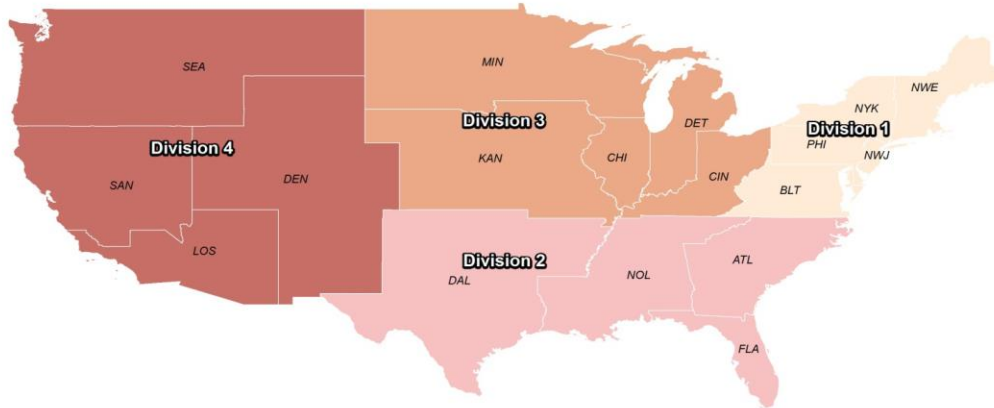 SEA
MIN
NWE
NYK
Division 3
DET
Division 1
Division 4
PHI
KAN
CHI
NWJ
DEN
CIN
SAN
BLT
LOS
ATL
Division 2
NOL
DAL
FLA